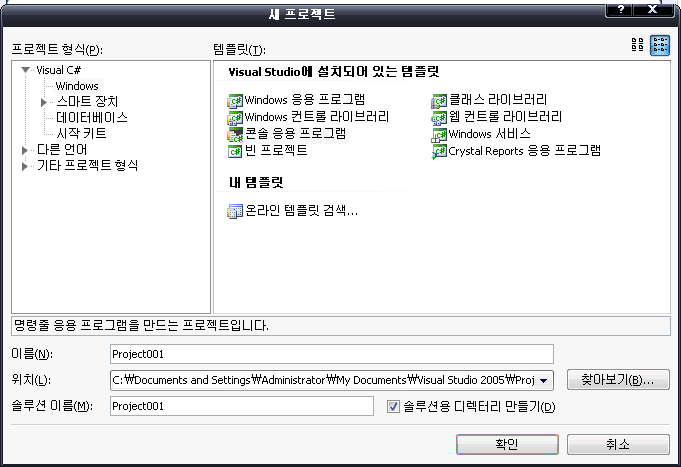 새 프로젝트
프로젝트 형식(P):
템플릿(T):
Visual C#
Windows
스마트 장치
데이터베이스
시작 키트
다른 언어
기타 프로젝트 형식
Visual Studio에 설치되어 있는 템플릿
Windows 응용 프로그램
클래스 라이브러리
Windows 컨트롤 라이브러리
웹 컨트롤 라이브러리
콘솔 응용 프로그램
Windows 서비스
빈 프로젝트
Crystal Reports 응용 프로그램
내 템플릿
온라인 템플릿 검색...
명령줄 응용 프로그램을 만드는 프로젝트입니다.
이름(N): Project001
위치(L): C:₩Documents and Settings₩Administrator₩My Documents₩Visual Studio 2005₩Proj 찾아보기(B)...
솔루션 이름(M): Project001 솔루션용 디렉터리 만들기(D)
확인 취소